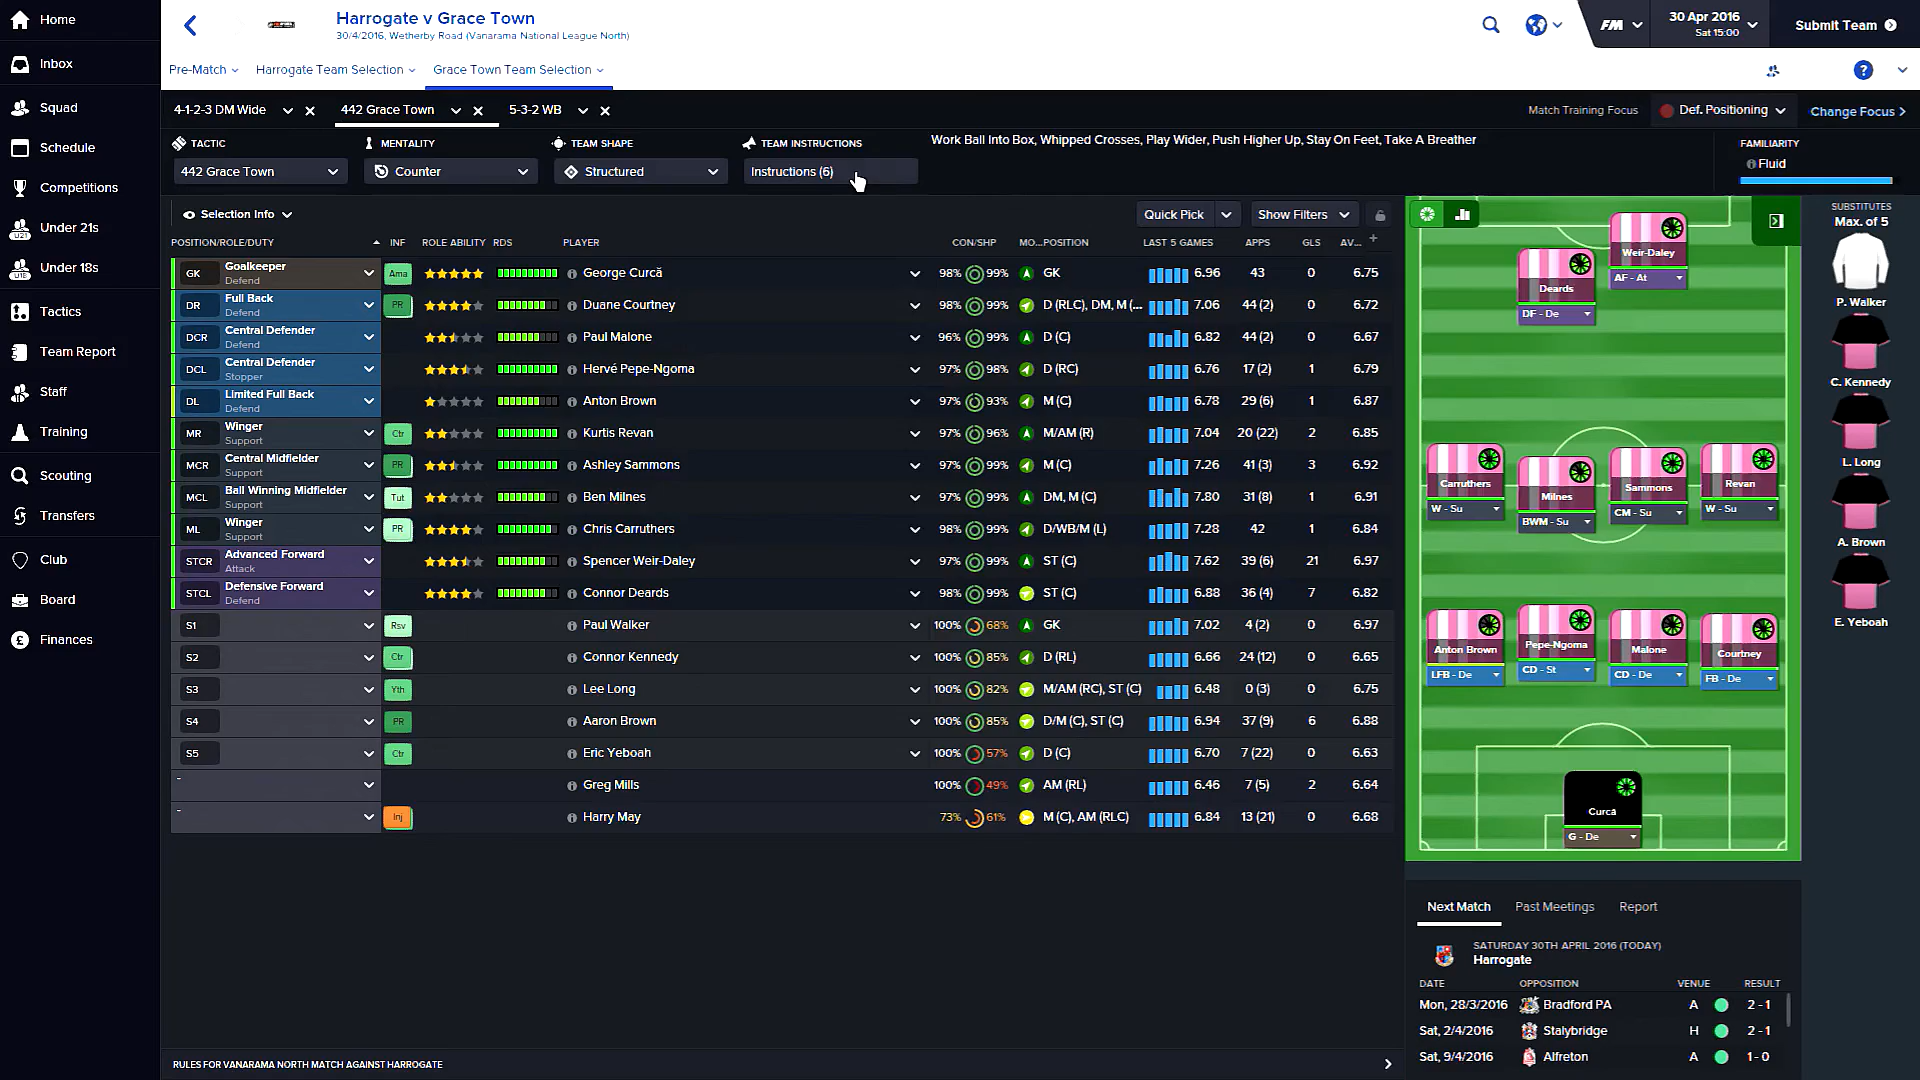 Home
Inbox
Squad
Schedule
Competitions
Under 21s
Under 18s
Tactics
Team Report
Staff
Training
Scouting
Transfers
Club
Board
Finances
Harrogate v Grace Town
30/4/2016, Wetherby Road (Vanarama National League North)
FM
30 Apr 2016
Sat 15:00
Submit Team
Pre-Match
Harrogate Team Selection
Grace Town Team Selection
4-1-2-3 DM Wide
442 Grace Town
5-3-2 WB
Match Training Focus
Def. Positioning
Change Focus >
TACTIC
MENTALITY
TEAM SHAPE
TEAM INSTRUCTIONS
Work Ball Into Box, Whipped Crosses, Play Wider, Push Higher Up, Stay On Feet, Take A Breather
FAMILIARITY
Fluid
442 Grace Town
Counter
Structured
Instructions (6)
Selection Info
Quick Pick
Show Filters
POSITION/ROLE/DUTY INF ROLE ABILITY RDS PLAYER CON/SHP MO... POSITION LAST 5 GAMES APPS GLS AV...
GK Goalkeeper Defend Ama George Curcă 98% 99% GK 6.96 43 0 6.75
DR Full Back Defend PR Duane Courtney 98% 99% D (RLC), DM, M (... 7.06 44 (2) 0 6.72
DCR Central Defender Defend Paul Malone 96% 99% D (C) 6.82 44 (2) 0 6.67
DCL Central Defender Stopper Hervé Pepe-Ngoma 97% 98% D (RC) 6.76 17 (2) 1 6.79
DL Limited Full Back Defend Anton Brown 97% 93% M (C) 6.78 29 (6) 1 6.87
MR Winger Support Ctr Kurtis Revan 97% 96% M/AM (R) 7.04 20 (22) 2 6.85
MCR Central Midfielder Support PR Ashley Sammons 97% 99% M (C) 7.26 41 (3) 3 6.92
MCL Ball Winning Midfielder Support Tut Ben Milnes 97% 99% DM, M (C) 7.80 31 (8) 1 6.91
ML Winger Support PR Chris Carruthers 98% 99% D/WB/M (L) 7.28 42 1 6.84
STCR Advanced Forward Attack Spencer Weir-Daley 97% 99% ST (C) 7.62 39 (6) 21 6.97
STCL Defensive Forward Defend Connor Deards 98% 99% ST (C) 6.88 36 (4) 7 6.82
S1 Rsv Paul Walker 100% 68% GK 7.02 4 (2) 0 6.97
S2 Ctr Connor Kennedy 100% 85% D (RL) 6.66 24 (12) 0 6.65
S3 Yth Lee Long 100% 82% M/AM (RC), ST (C) 6.48 0 (3) 0 6.75
S4 PR Aaron Brown 100% 85% D/M (C), ST (C) 6.94 37 (9) 6 6.88
S5 Ctr Eric Yeboah 100% 57% D (C) 6.70 7 (22) 0 6.63
- Greg Mills 100% 49% AM (RL) 6.46 7 (5) 2 6.64
- Inj Harry May 73% 61% M (C), AM (RLC) 6.84 13 (21) 0 6.68
RULES FOR VANARAMA NORTH MATCH AGAINST HARROGATE
Weir-Daley
AF - At
Deards
DF - De
Carruthers
W - Su
Milnes
BWM - Su
Sammons
CM - Su
Revan
W - Su
Anton Brown
LFB - De
Pepe-Ngoma
CD - St
Malone
CD - De
Courtney
FB - De
Curcă
G - De
SUBSTITUTES
Max. of 5
P. Walker
C. Kennedy
L. Long
A. Brown
E. Yeboah
Next Match
Past Meetings
Report
SATURDAY 30TH APRIL 2016 (TODAY)
Harrogate
DATE OPPOSITION VENUE RESULT
Mon, 28/3/2016 Bradford PA A 2 - 1
Sat, 2/4/2016 Stalybridge H 2 - 1
Sat, 9/4/2016 Alfreton A 1 - 0